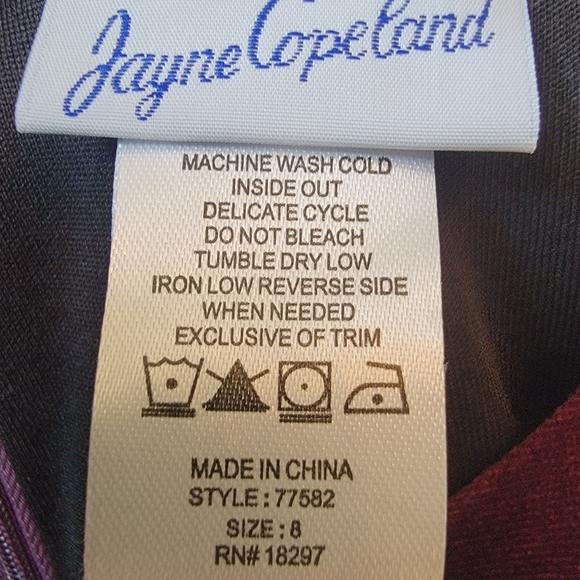 Jayne Copeland
MACHINE WASH COLD
INSIDE OUT
DELICATE CYCLE
DO NOT BLEACH
TUMBLE DRY LOW
IRON LOW REVERSE SIDE
WHEN NEEDED
EXCLUSIVE OF TRIM
MADE IN CHINA
STYLE : 77582
SIZE : 8
RN# 18297